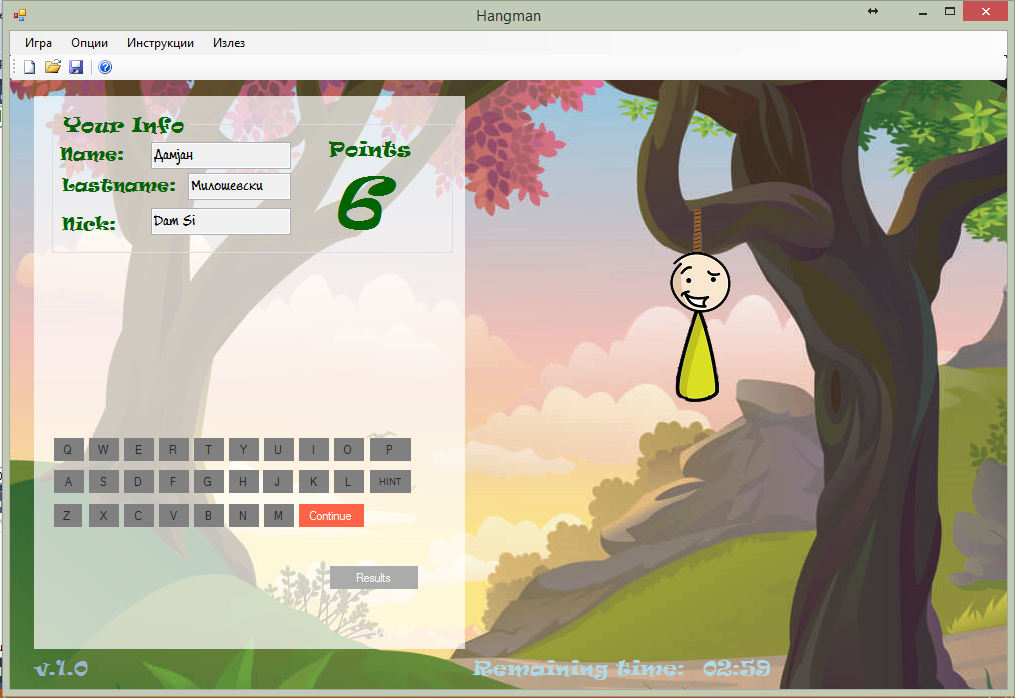 Hangman
Игра Опции Инструкции Излез
Your Info
Name: Дамјан
Points
Lastname: Милошевски
6
Nick: Dam Si
Q W E R T Y U I O P
A S D F G H J K L HINT
Z X C V B N M Continue
Results
v.1.0 Remaining time: 02:59